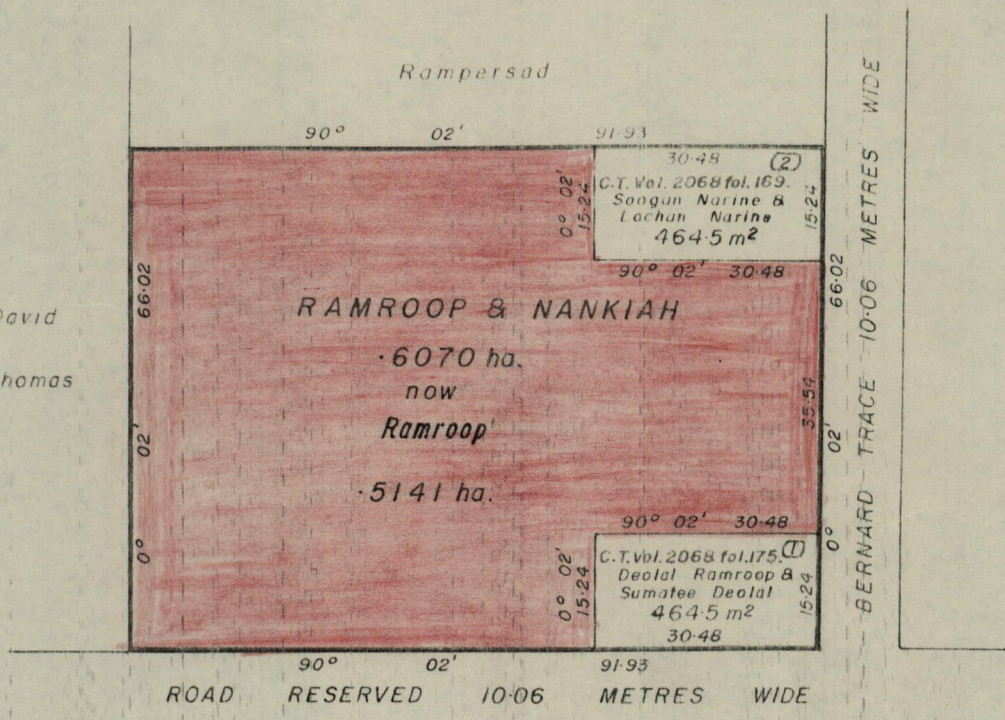 Rampersad
90° 02' 91·93
30·48 (2)
C.T. Vol. 2068 fol. 169.
Soogun Narine &
Lochan Narine
464·5 m²
15·24
0° 02'
15·24
90° 02' 30·48
66·02
0° 02'
David
Thomas
RAMROOP & NANKIAH
·6070 ha.
now
Ramroop
·5141 ha.
35·54
66·02
0° 02'
BERNARD TRACE 10·06 METRES WIDE
90° 02' 30·48
C.T. Vol. 2068 fol. 175. (1)
Deolal Ramroop &
Sumatee Deolal
464·5 m²
30·48
15·24
0° 02'
15·24
90° 02' 91·93
ROAD RESERVED 10·06 METRES WIDE